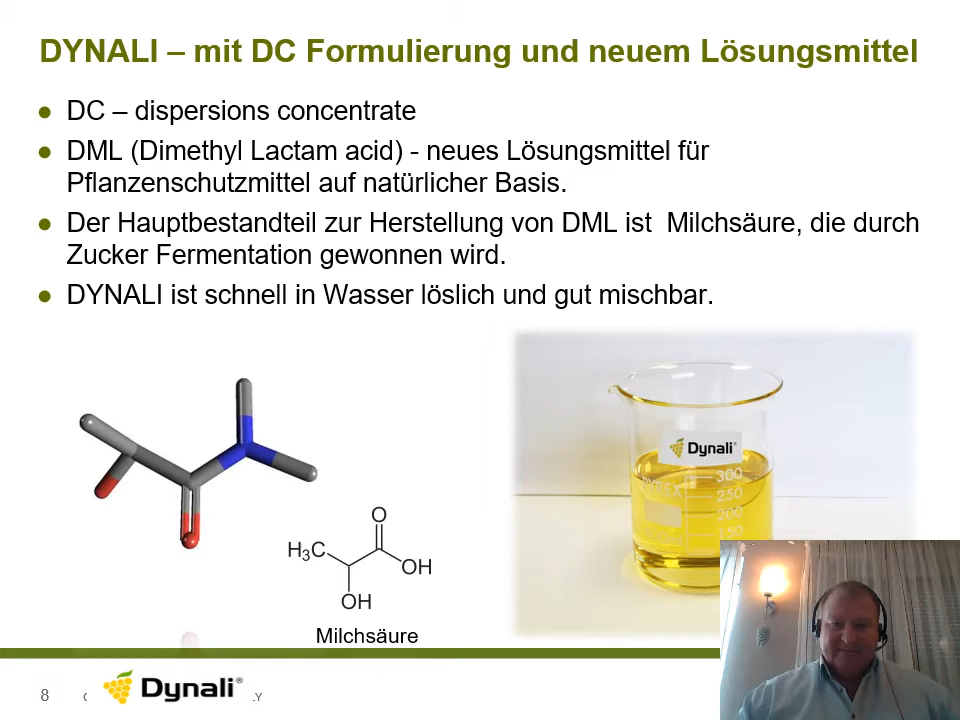 DYNALI – mit DC Formulierung und neuem Lösungsmittel
● DC – dispersions concentrate
● DML (Dimethyl Lactam acid) - neues Lösungsmittel für
Pflanzenschutzmittel auf natürlicher Basis.
● Der Hauptbestandteil zur Herstellung von DML ist  Milchsäure, die durch
Zucker Fermentation gewonnen wird.
● DYNALI ist schnell in Wasser löslich und gut mischbar.
Dynali®
300
250
200
150
O
H3C
OH
OH
Milchsäure
8
Dynali®
LY